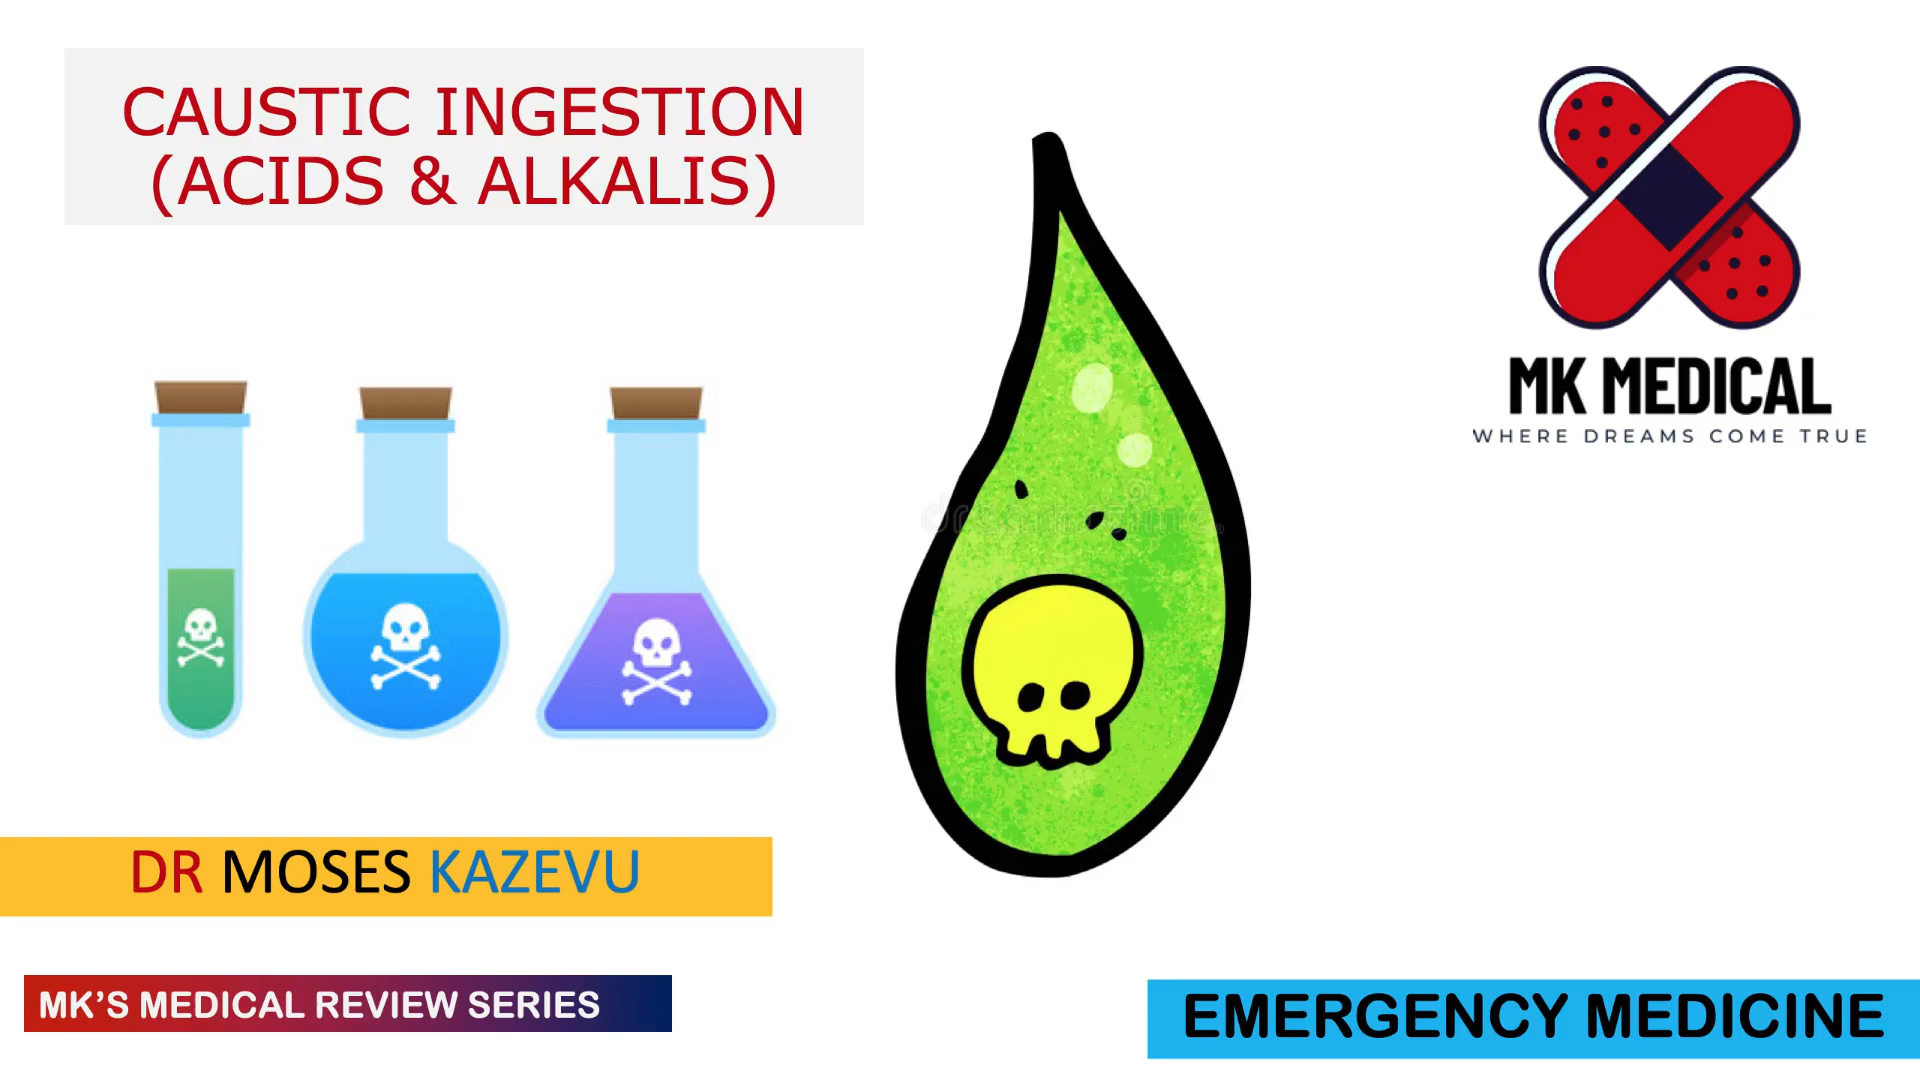 CAUSTIC INGESTION
(ACIDS & ALKALIS)
MK MEDICAL
WHERE DREAMS COME TRUE
dreamstime
DR MOSES KAZEVU
MK’S MEDICAL REVIEW SERIES
EMERGENCY MEDICINE